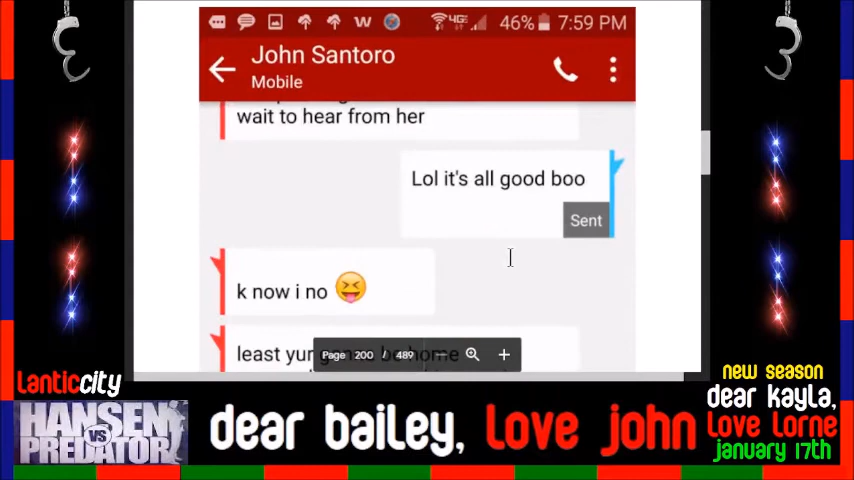 46% 7:59 PM
John Santoro
Mobile
wait to hear from her
Lol it's all good boo
Sent
k now i no
least yur gonna be home
Page 200 / 489
Lanticcity
HANSEN
VS
PREDATOR
dear bailey, Love john
new season
dear kayla,
Love Lorne
january 17th